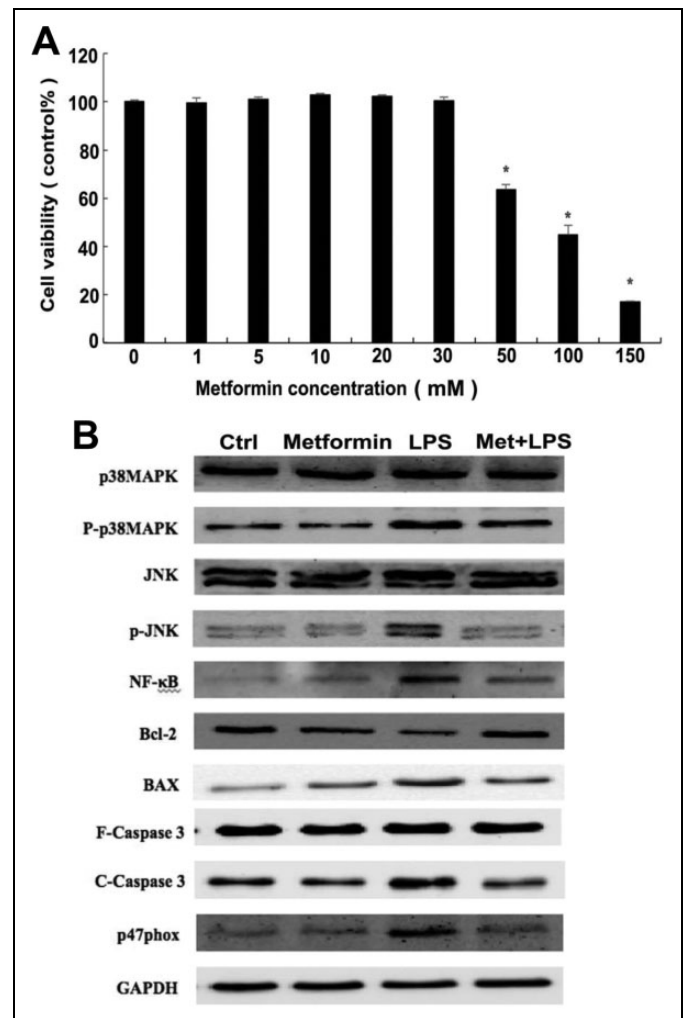 A
120
100
80
60
40
20
0
Cell vaibility ( control% )
* * *
0 1 5 10 20 30 50 100 150
Metformin concentration ( mM )
B
Ctrl Metformin LPS Met+LPS
p38MAPK
P-p38MAPK
JNK
p-JNK
NF-κB
Bcl-2
BAX
F-Caspase 3
C-Caspase 3
p47phox
GAPDH